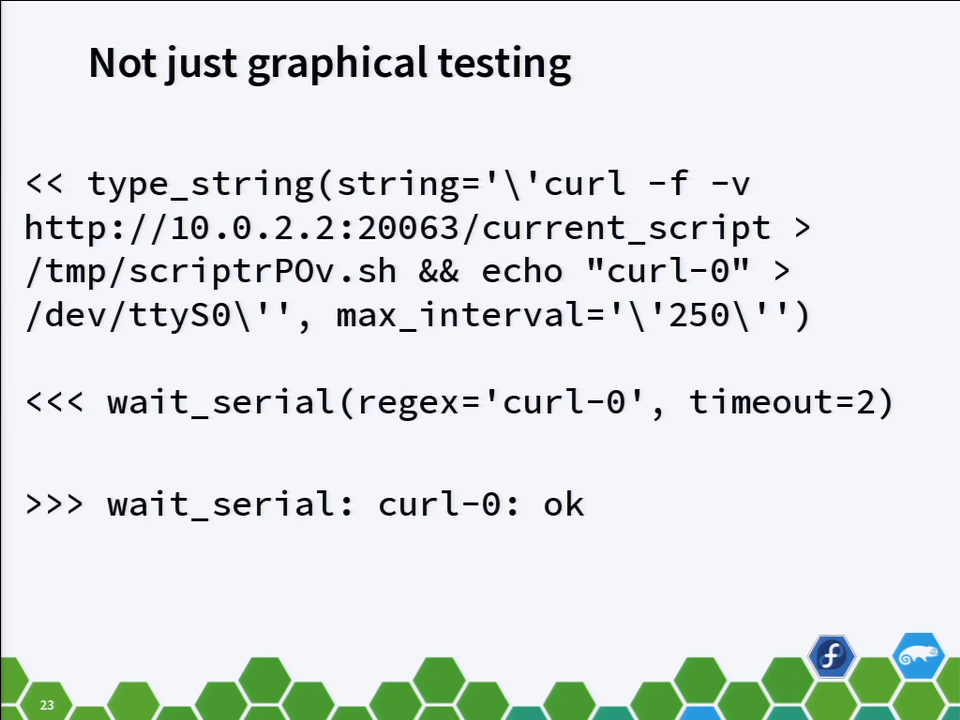 Not just graphical testing
<< type_string(string='\'curl -f -v
http://10.0.2.2:20063/current_script >
/tmp/scriptrPOv.sh && echo "curl-0" >
/dev/ttyS0\'', max_interval='\'250\'')
<<< wait_serial(regex='curl-0', timeout=2)
>>> wait_serial: curl-0: ok
23